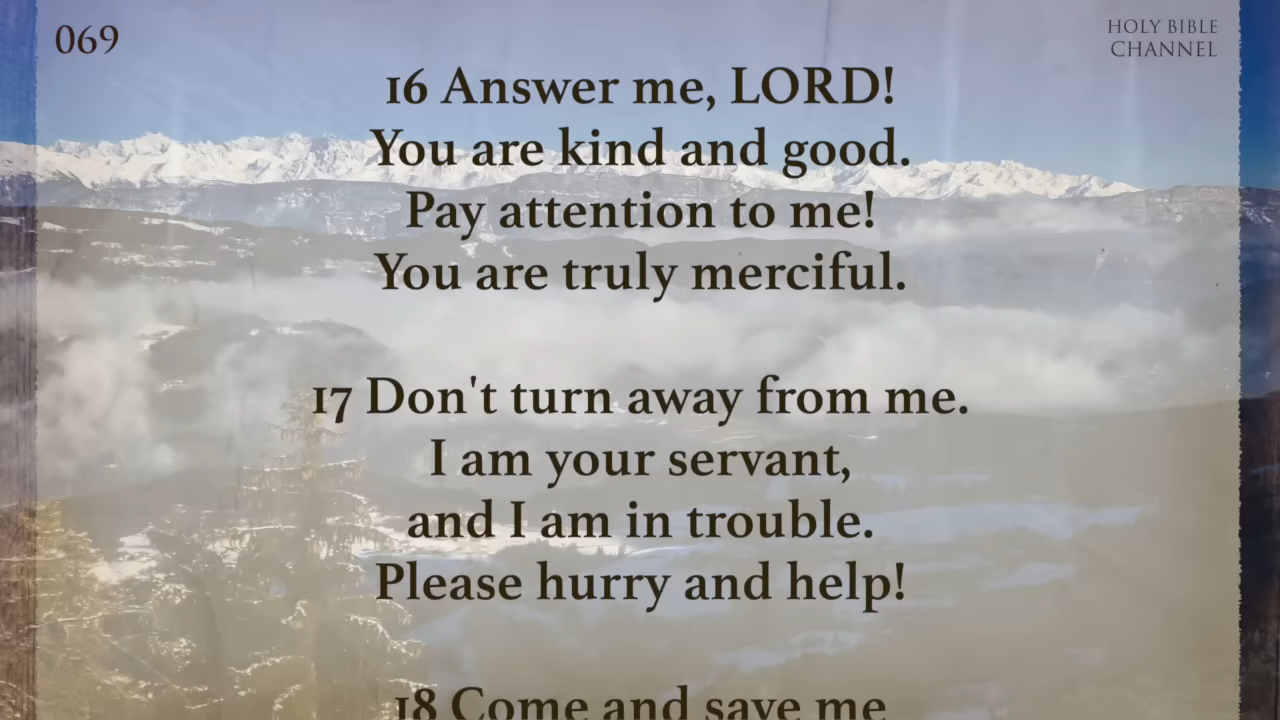 069
HOLY BIBLE
CHANNEL
16 Answer me, LORD!
You are kind and good.
Pay attention to me!
You are truly merciful.
17 Don't turn away from me.
I am your servant,
and I am in trouble.
Please hurry and help!
18 Come and save me